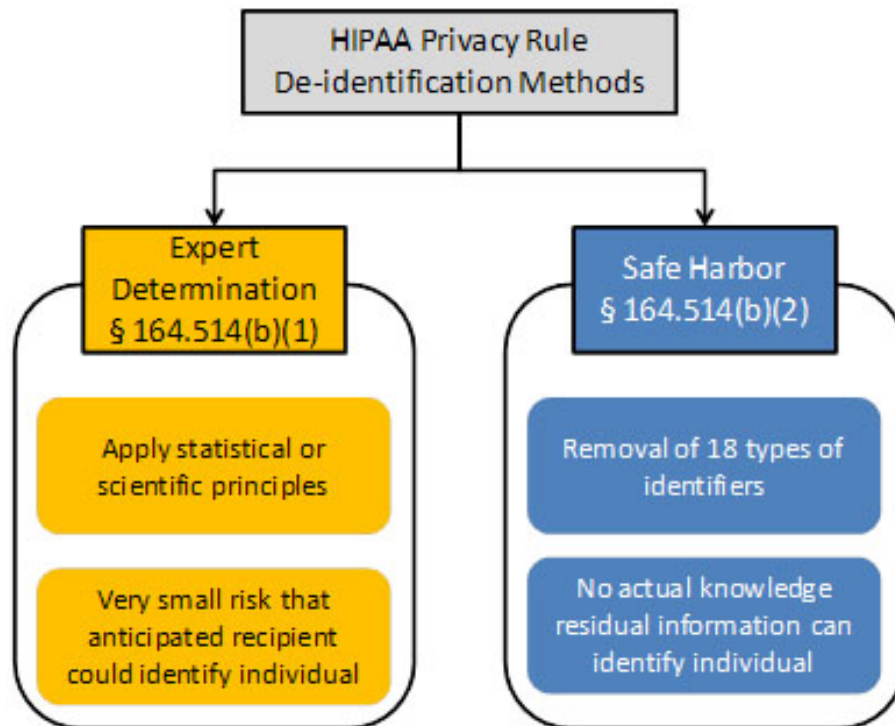 HIPAA Privacy Rule
De-identification Methods
Expert
Determination
§ 164.514(b)(1)
Apply statistical or
scientific principles
Very small risk that
anticipated recipient
could identify individual
Safe Harbor
§ 164.514(b)(2)
Removal of 18 types of
identifiers
No actual knowledge
residual information can
identify individual